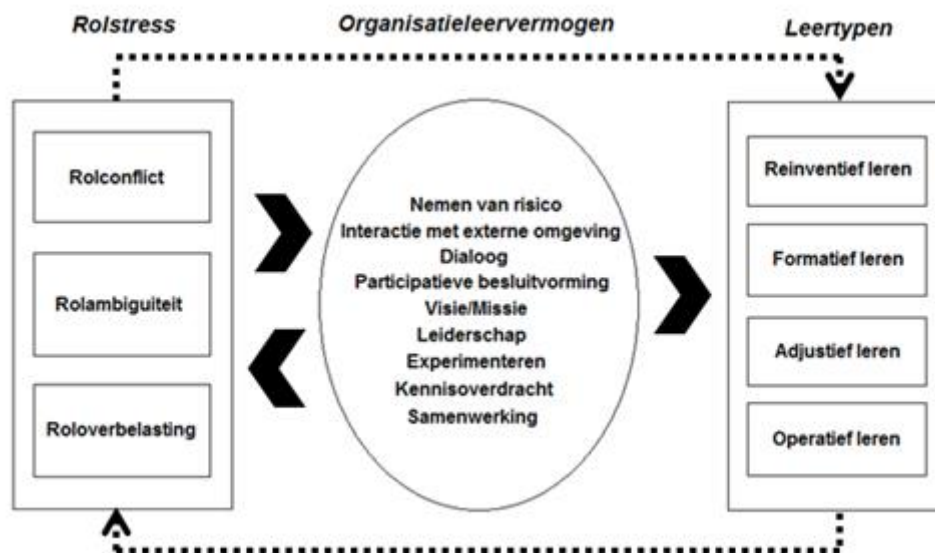 Rolstress
Organisatieleervermogen
Leertypen
Rolconflict
Rolambiguiteit
Roloverbelasting
Nemen van risico
Interactie met externe omgeving
Dialoog
Participatieve besluitvorming
Visie/Missie
Leiderschap
Experimenteren
Kennisoverdracht
Samenwerking
Reinventief leren
Formatief leren
Adjustief leren
Operatief leren